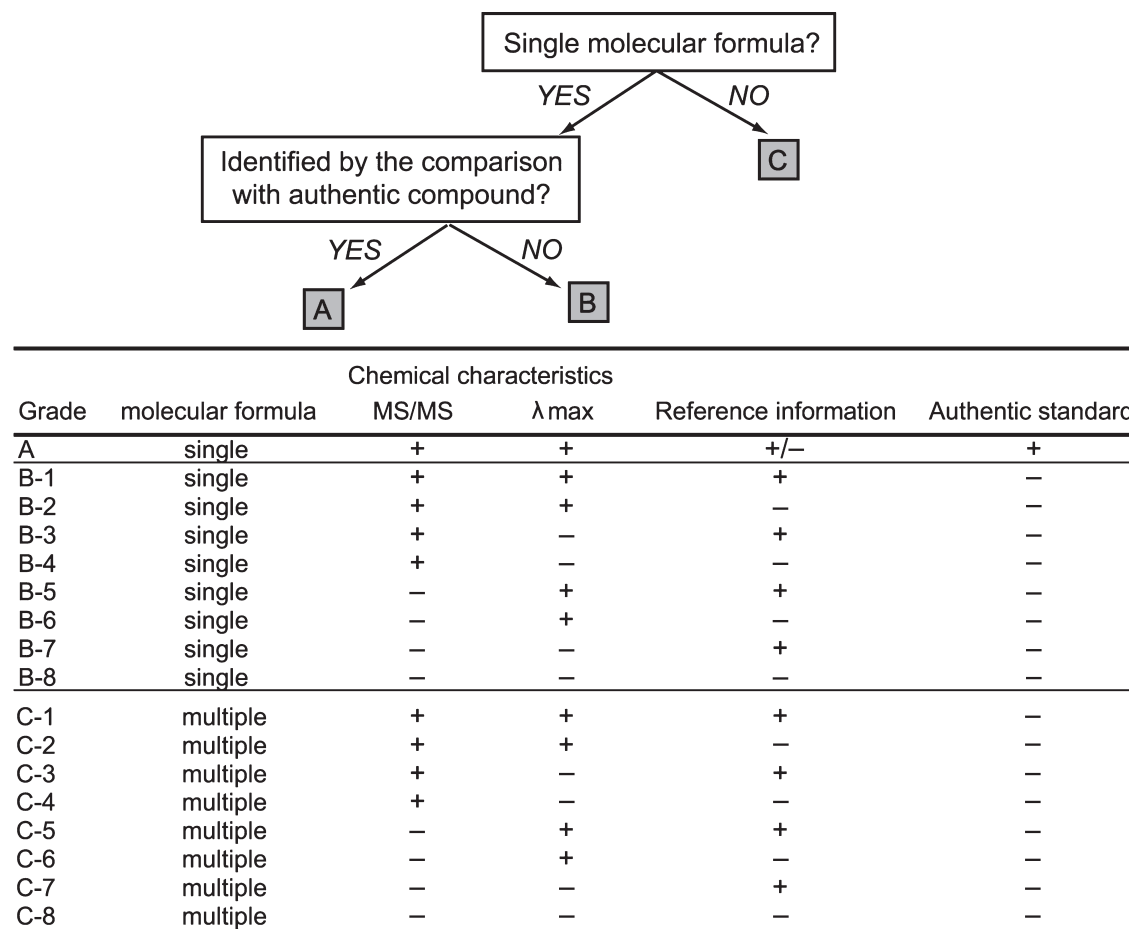 Single molecular formula?
YES NO
C
Identified by the comparison
with authentic compound?
YES NO
A B
Chemical characteristics
Grade molecular formula MS/MS λmax Reference information Authentic standard
A single + + +/– +
B-1 single + + + –
B-2 single + + – –
B-3 single + – + –
B-4 single + – – –
B-5 single – + + –
B-6 single – + – –
B-7 single – – + –
B-8 single – – – –
C-1 multiple + + + –
C-2 multiple + + – –
C-3 multiple + – + –
C-4 multiple + – – –
C-5 multiple – + + –
C-6 multiple – + – –
C-7 multiple – – + –
C-8 multiple – – – –